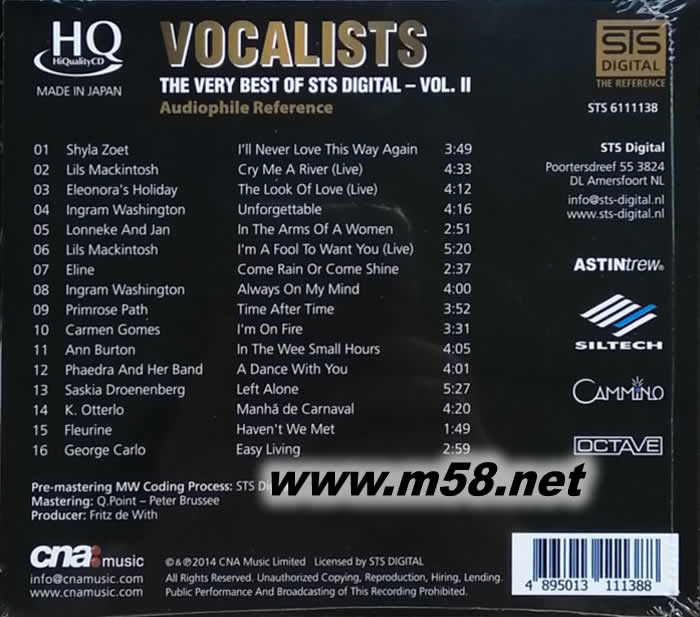 HQ
HiQualityCD
MADE IN JAPAN
VOCALISTS
THE VERY BEST OF STS DIGITAL – VOL. II
Audiophile Reference
STS
DIGITAL
THE REFERENCE
STS 6111138
01 Shyla Zoet I'll Never Love This Way Again 3:49
02 Lils Mackintosh Cry Me A River (Live) 4:33
03 Eleonora's Holiday The Look Of Love (Live) 4:12
04 Ingram Washington Unforgettable 4:16
05 Lonneke And Jan In The Arms Of A Women 2:51
06 Lils Mackintosh I'm A Fool To Want You (Live) 5:20
07 Eline Come Rain Or Come Shine 2:37
08 Ingram Washington Always On My Mind 4:00
09 Primrose Path Time After Time 3:52
10 Carmen Gomes I'm On Fire 3:31
11 Ann Burton In The Wee Small Hours 4:05
12 Phaedra And Her Band A Dance With You 4:01
13 Saskia Droenenberg Left Alone 5:27
14 K. Otterlo Manhã de Carnaval 4:20
15 Fleurine Haven't We Met 1:49
16 George Carlo Easy Living 2:59
STS Digital
Poortersdreef 55 3824
DL Amersfoort NL
info@sts-digital.nl
www.sts-digital.nl
ASTINtrew®
SILTECH
CAMMINO
OCTAVE
Pre-mastering MW Coding Process: STS
Mastering: Q.Point – Peter Brussee
Producer: Fritz de With
www.m58.net
cna:music
info@cnamusic.com
www.cnamusic.com
© & ℗ 2014 CNA Music Limited Licensed by STS DIGITAL
All Rights Reserved. Unauthorized Copying, Reproduction, Hiring, Lending.
Public Performance And Broadcasting of This Recording Prohibited.
4 895013 111388